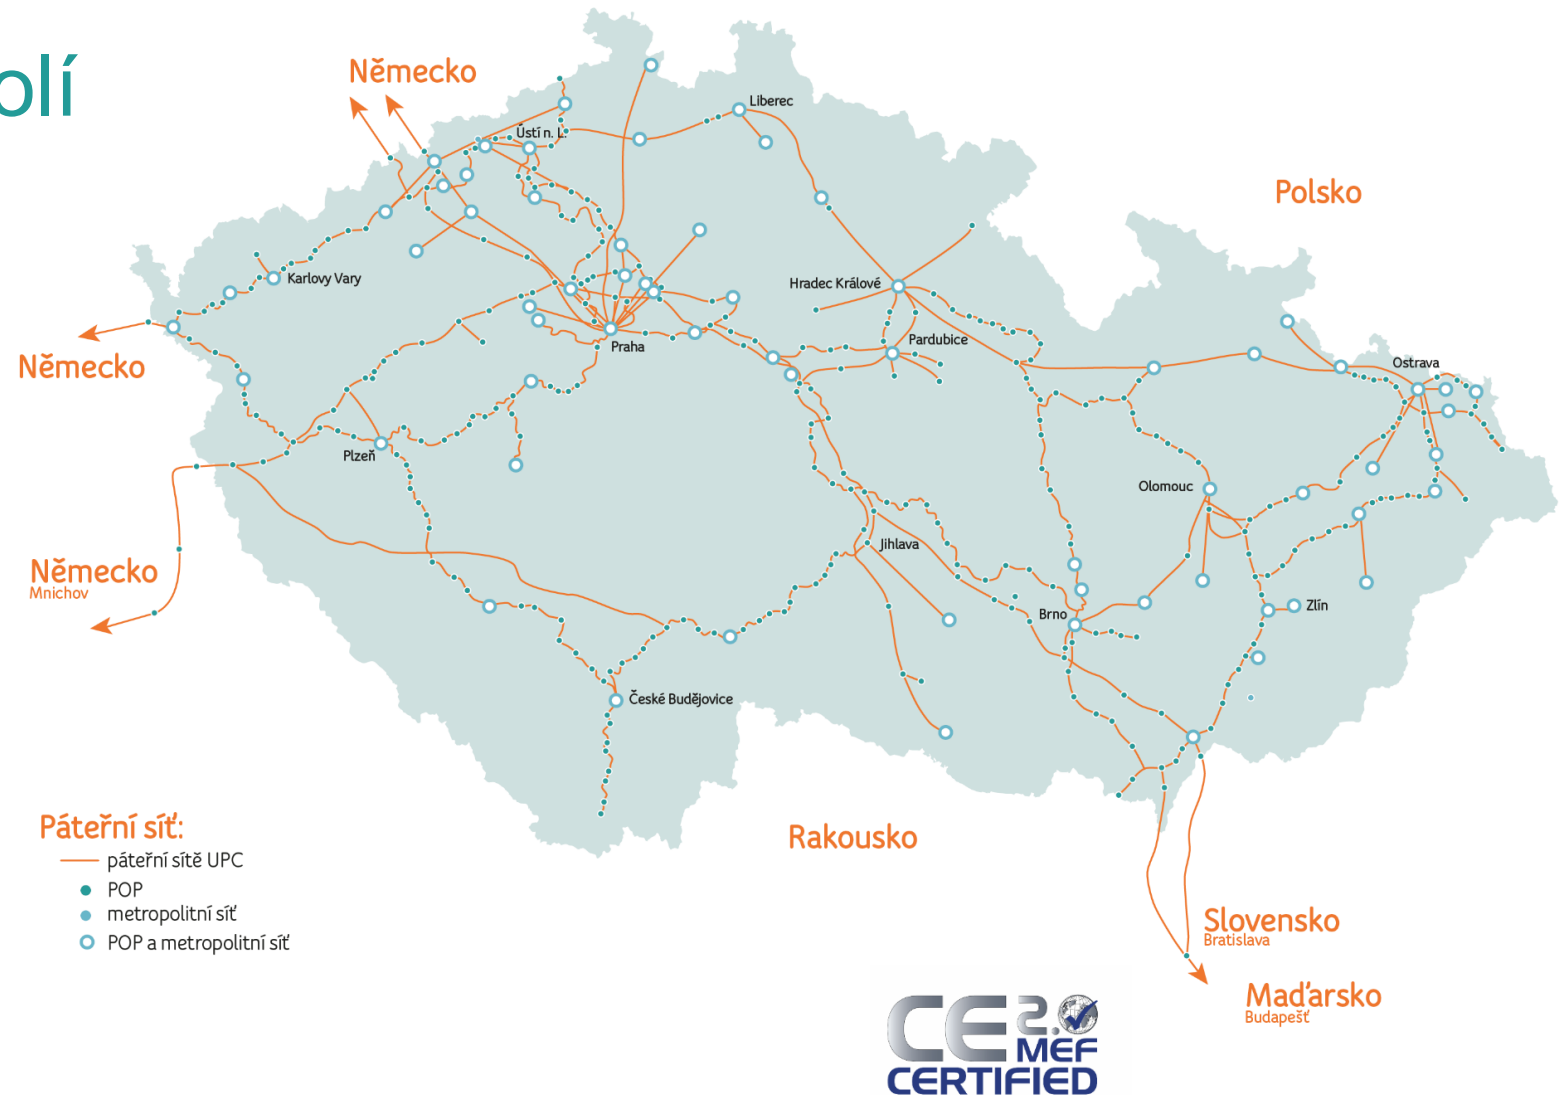 olí
Německo
Liberec
Ústí n. L.
Polsko
Karlovy Vary
Hradec Králové
Pardubice
Praha
Německo
Ostrava
Plzeň
Olomouc
Jihlava
Německo
Mnichov
Brno
Zlín
České Budějovice
Páteřní síť:
páteřní sítě UPC
POP
metropolitní síť
POP a metropolitní síť
Rakousko
Slovensko
Bratislava
Maďarsko
Budapešť
CE 2.0
MEF
CERTIFIED